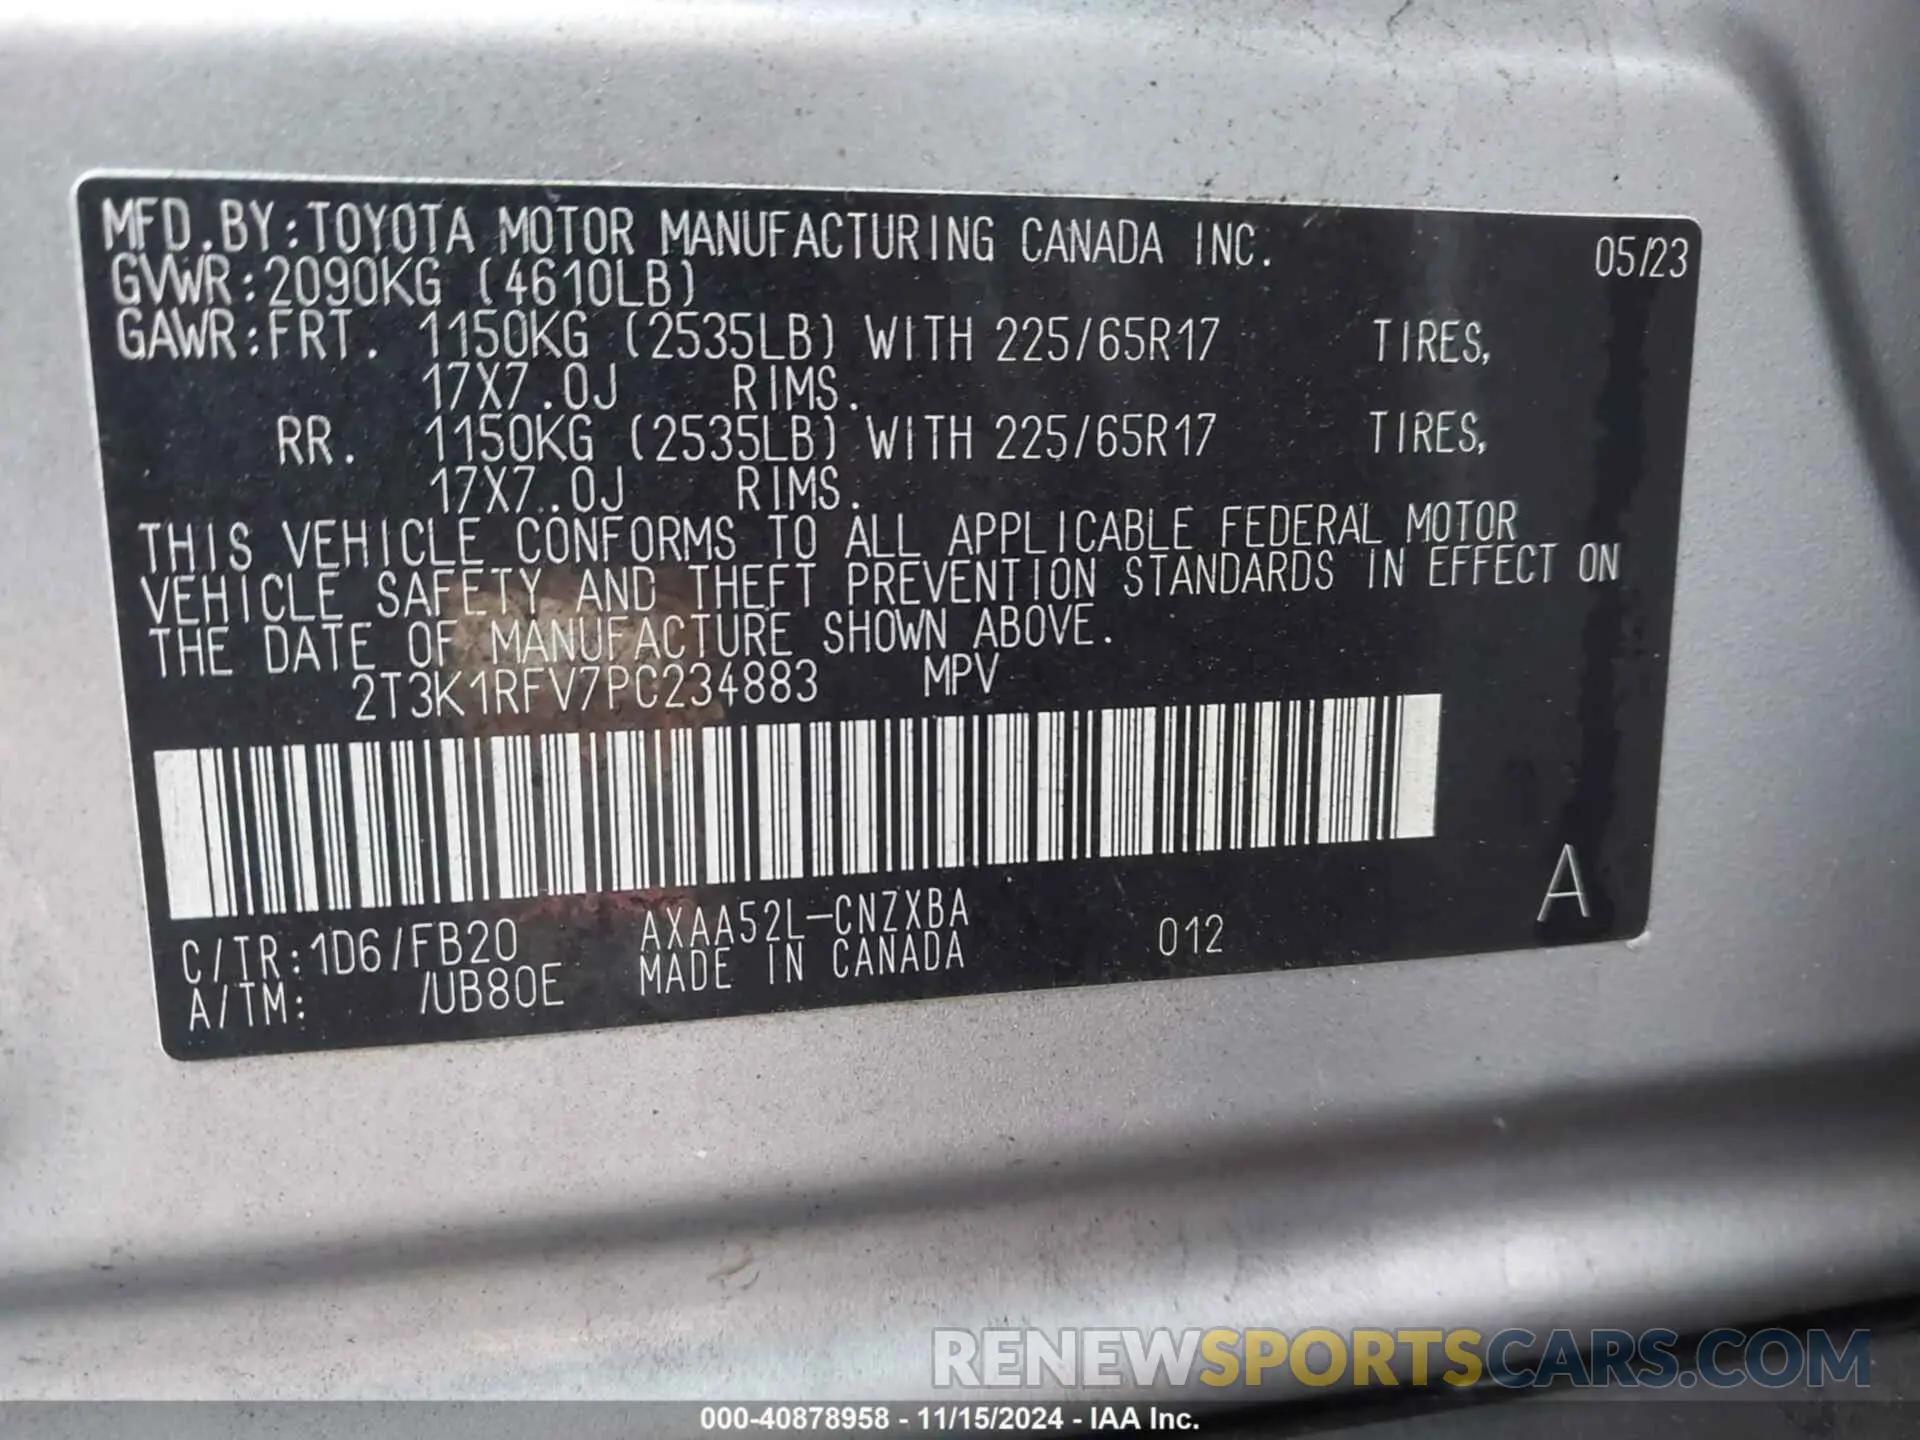 MFD.BY:TOYOTA MOTOR MANUFACTURING CANADA INC. 05/23
GVWR:2090KG (4610LB)
GAWR:FRT. 1150KG (2535LB) WITH 225/65R17 TIRES,
17X7.0J RIMS.
RR. 1150KG (2535LB) WITH 225/65R17 TIRES,
17X7.0J RIMS.
THIS VEHICLE CONFORMS TO ALL APPLICABLE FEDERAL MOTOR
VEHICLE SAFETY AND THEFT PREVENTION STANDARDS IN EFFECT ON
THE DATE OF MANUFACTURE SHOWN ABOVE.
2T3K1RFV7PC234883 MPV
A
C/TR:1D6/FB20 AXAA52L-CNZXBA 012
A/TM: /UB80E MADE IN CANADA
RENEWSPORTSCARS.COM
000-40878958 - 11/15/2024 - IAA Inc.